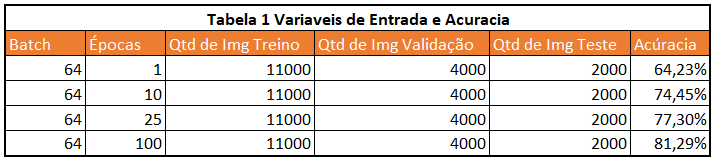 Tabela 1 Variaveis de Entrada e Acuracia
Batch Épocas Qtd de Img Treino Qtd de Img Validação Qtd de Img Teste Acúracia
64 1 11000 4000 2000 64,23%
64 10 11000 4000 2000 74,45%
64 25 11000 4000 2000 77,30%
64 100 11000 4000 2000 81,29%